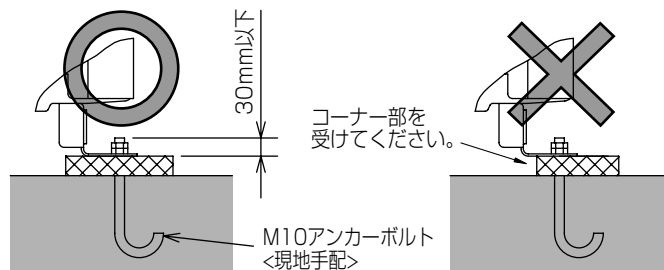 30mm以下
コーナー部を
受けてください。
M10アンカーボルト
<現地手配>